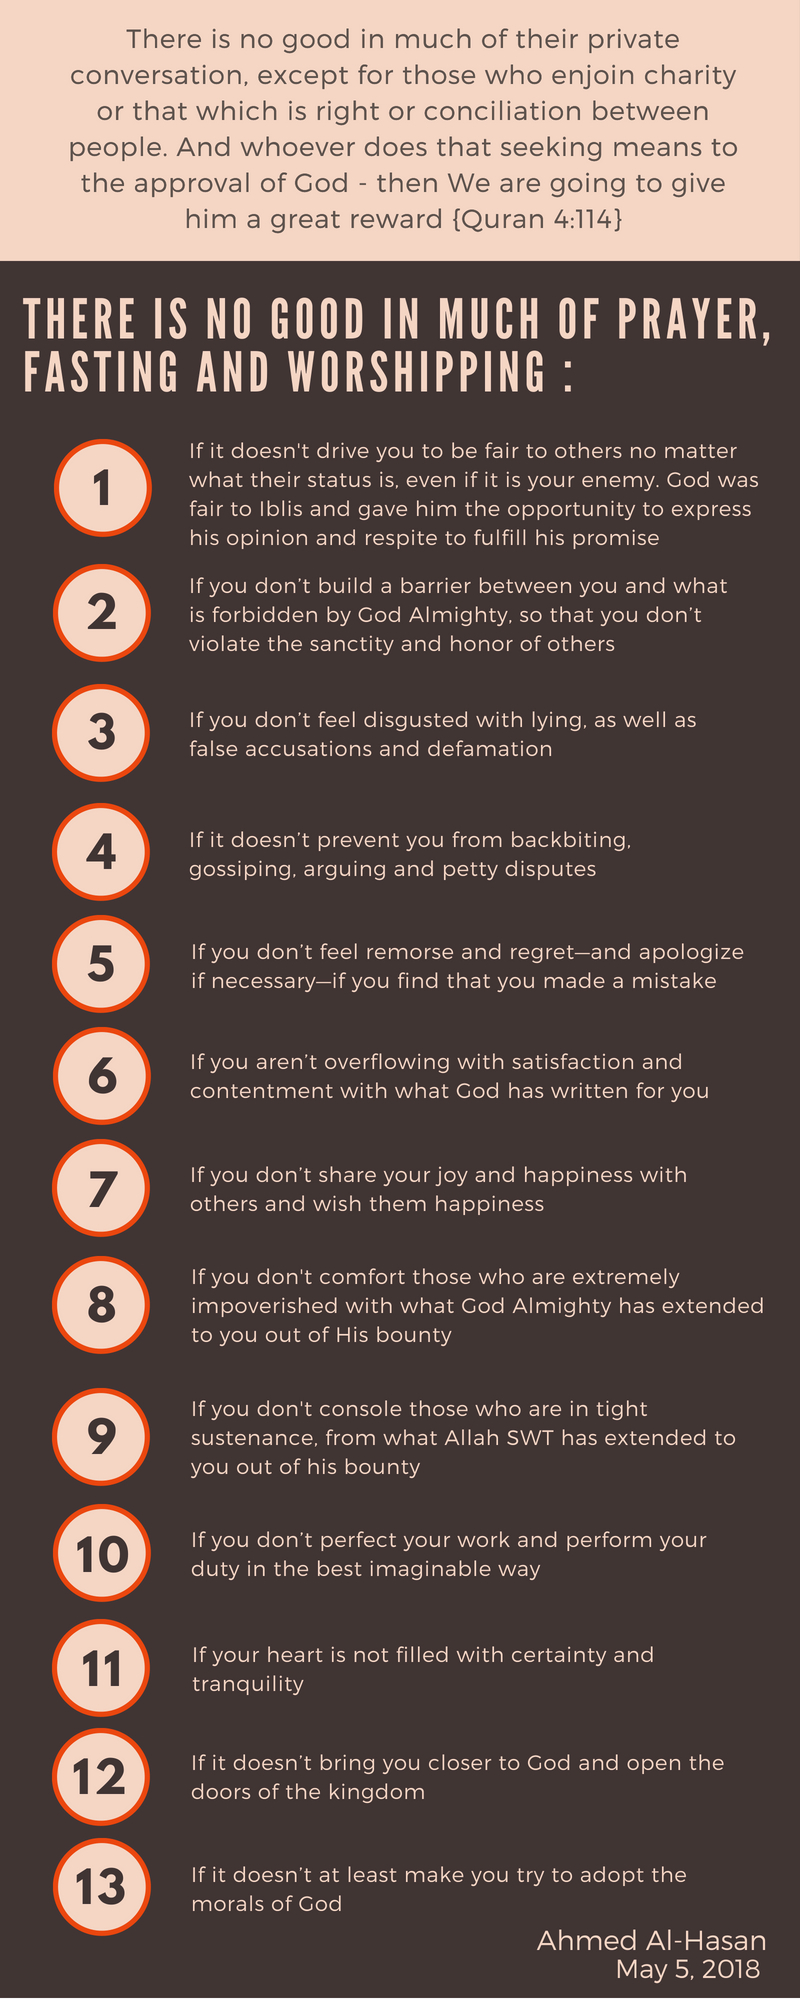 There is no good in much of their private
conversation, except for those who enjoin charity
or that which is right or conciliation between
people. And whoever does that seeking means to
the approval of God - then We are going to give
him a great reward {Quran 4:114}
THERE IS NO GOOD IN MUCH OF PRAYER,
FASTING AND WORSHIPPING :
1
If it doesn't drive you to be fair to others no matter
what their status is, even if it is your enemy. God was
fair to Iblis and gave him the opportunity to express
his opinion and respite to fulfill his promise
2
If you don’t build a barrier between you and what
is forbidden by God Almighty, so that you don’t
violate the sanctity and honor of others
3
If you don’t feel disgusted with lying, as well as
false accusations and defamation
4
If it doesn’t prevent you from backbiting,
gossiping, arguing and petty disputes
5
If you don’t feel remorse and regret—and apologize
if necessary—if you find that you made a mistake
6
If you aren’t overflowing with satisfaction and
contentment with what God has written for you
7
If you don’t share your joy and happiness with
others and wish them happiness
8
If you don't comfort those who are extremely
impoverished with what God Almighty has extended
to you out of His bounty
9
If you don't console those who are in tight
sustenance, from what Allah SWT has extended to
you out of his bounty
10
If you don’t perfect your work and perform your
duty in the best imaginable way
11
If your heart is not filled with certainty and
tranquility
12
If it doesn’t bring you closer to God and open the
doors of the kingdom
13
If it doesn’t at least make you try to adopt the
morals of God
Ahmed Al-Hasan
May 5, 2018